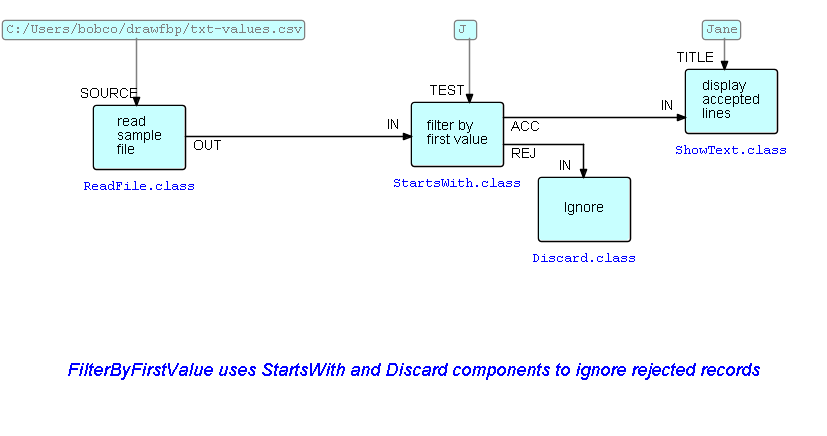 C:/Users/bobco/drawfbp/txt-values.csv
J
Jane
SOURCE
TEST
TITLE
read
sample
file
OUT
ReadFile.class
IN
filter by
first value
ACC
REJ
StartsWith.class
IN
display
accepted
lines
ShowText.class
IN
Ignore
Discard.class
FilterByFirstValue uses StartsWith and Discard components to ignore rejected records